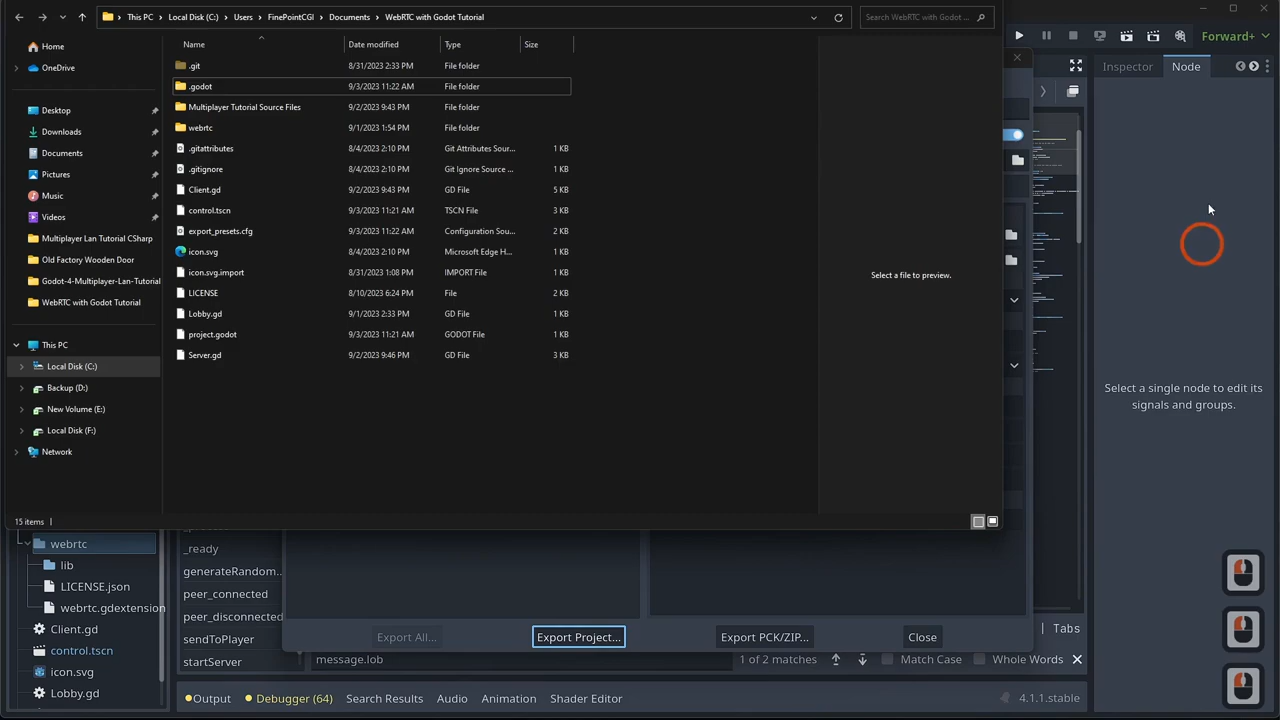 This PC > Local Disk (C:) > Users > FinePointCGI > Documents > WebRTC with Godot Tutorial
Search WebRTC with Godot ...
Forward+
Home
OneDrive
Desktop
Downloads
Documents
Pictures
Music
Videos
Multiplayer Lan Tutorial CSharp
Old Factory Wooden Door
Godot-4-Multiplayer-Lan-Tutorial
WebRTC with Godot Tutorial
This PC
Local Disk (C:)
Backup (D:)
New Volume (E:)
Local Disk (F:)
Network
Name Date modified Type Size
.git 8/31/2023 2:33 PM File folder
.godot 9/3/2023 11:22 AM File folder
Multiplayer Tutorial Source Files 9/2/2023 9:43 PM File folder
webrtc 9/1/2023 1:54 PM File folder
.gitattributes 8/4/2023 2:10 PM Git Attributes Sour... 1 KB
.gitignore 8/4/2023 2:10 PM Git Ignore Source ... 1 KB
Client.gd 9/2/2023 9:43 PM GD File 5 KB
control.tscn 9/3/2023 11:21 AM TSCN File 3 KB
export_presets.cfg 9/3/2023 11:22 AM Configuration Sou... 2 KB
icon.svg 8/4/2023 2:10 PM Microsoft Edge H... 1 KB
icon.svg.import 8/31/2023 1:08 PM IMPORT File 1 KB
LICENSE 8/10/2023 6:24 PM File 2 KB
Lobby.gd 9/1/2023 2:33 PM GD File 1 KB
project.godot 9/3/2023 11:21 AM GODOT File 1 KB
Server.gd 9/2/2023 9:46 PM GD File 3 KB
Select a file to preview.
15 items
Inspector Node
Select a single node to edit its
signals and groups.
webrtc
lib
LICENSE.json
webrtc.gdextension
Client.gd
control.tscn
icon.svg
Lobby.gd
_ready
generateRandom..
peer_connected
peer_disconnected
sendToPlayer
startServer
Export All... Export Project... Export PCK/ZIP... Close
Tabs
message.lob 1 of 2 matches Match Case Whole Words
Output Debugger (64) Search Results Audio Animation Shader Editor 4.1.1.stable